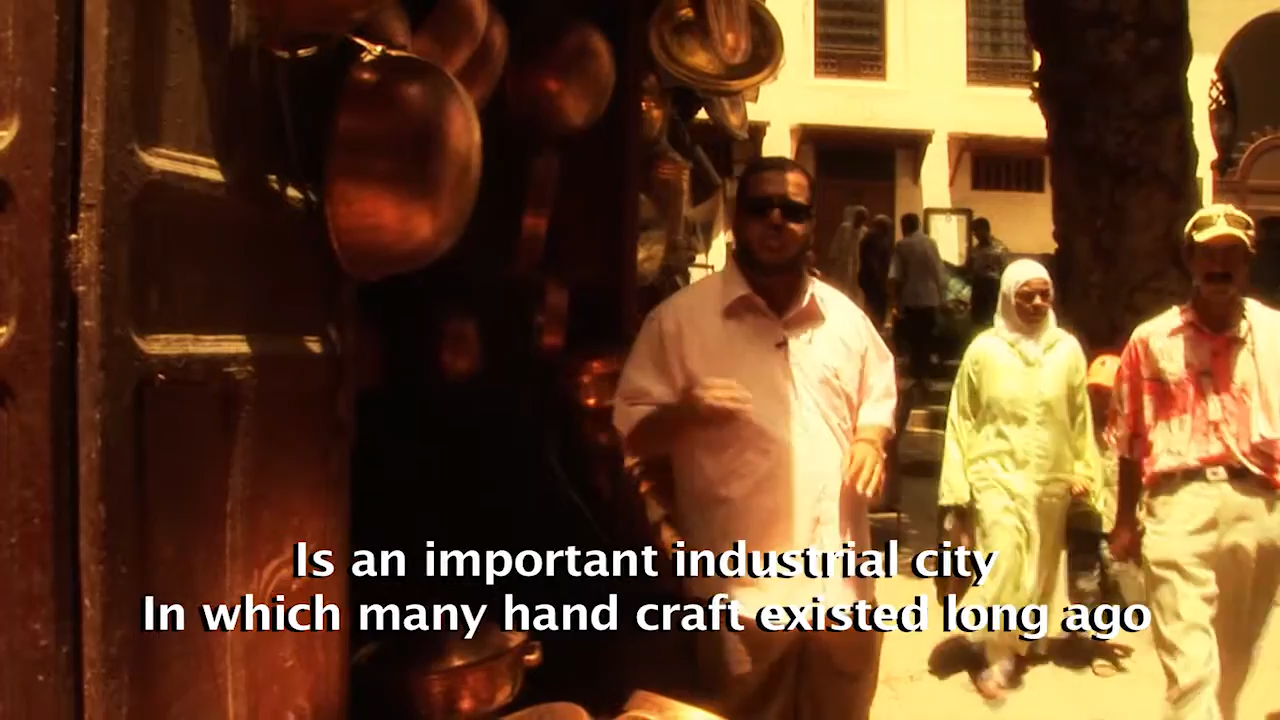 Is an important industrial city
In which many hand craft existed long ago